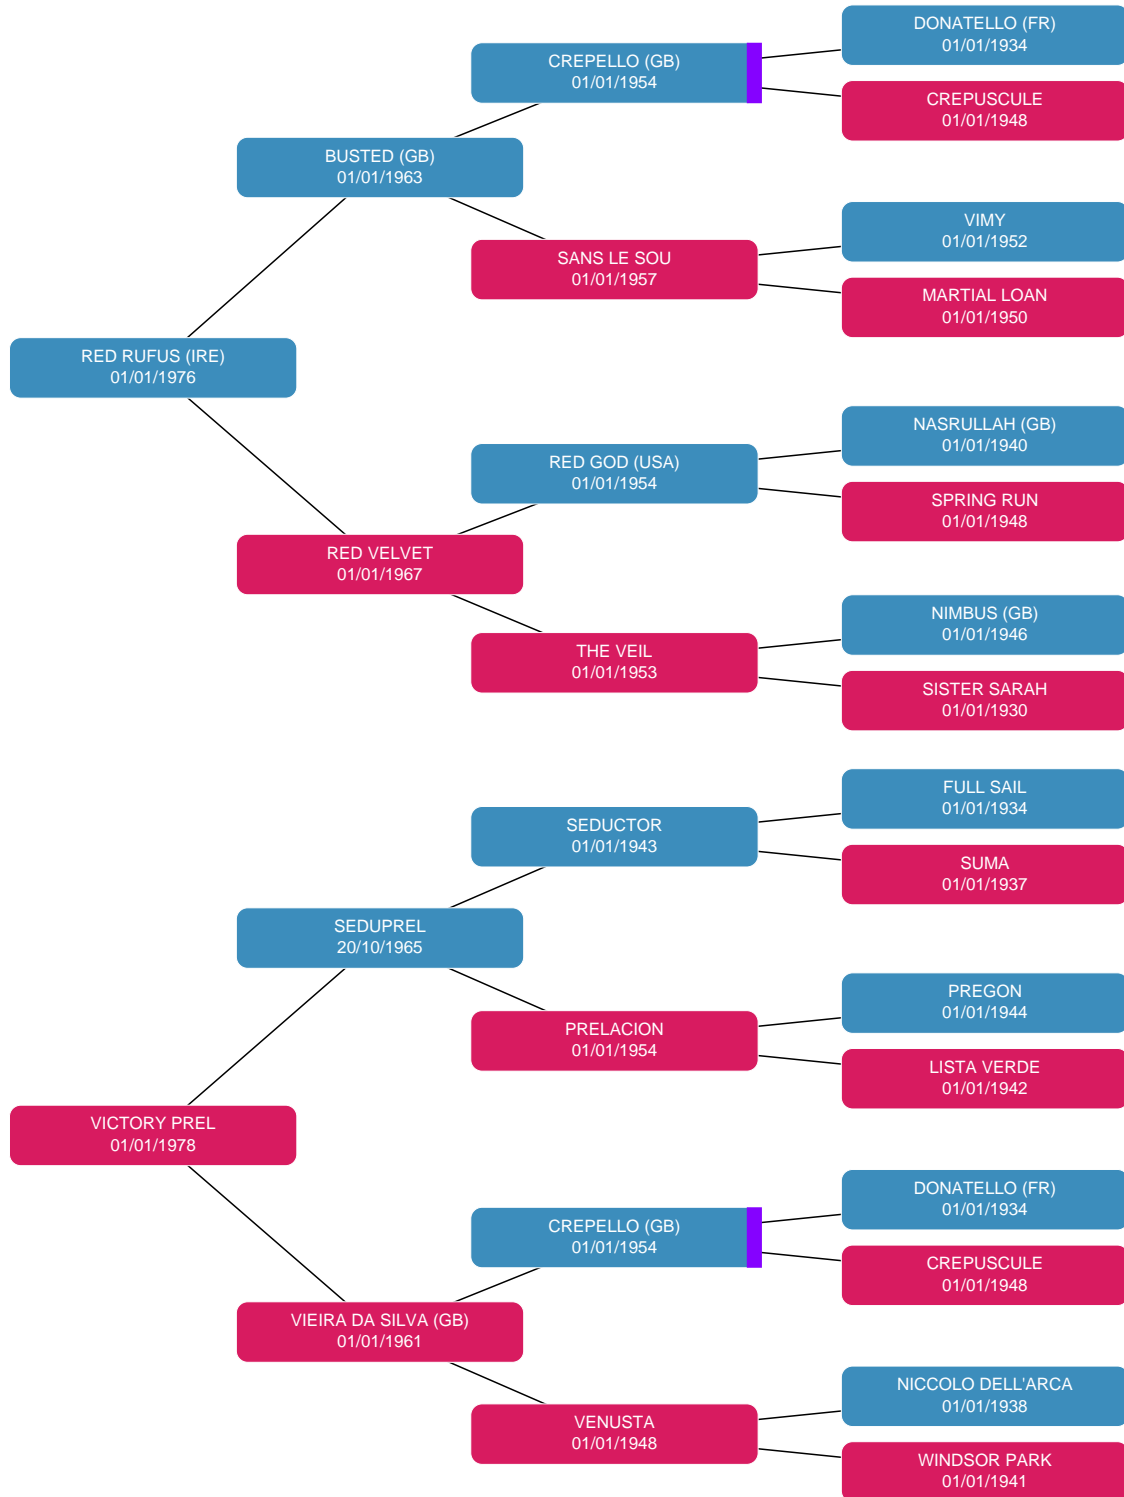 DONATELLO (FR)
01/01/1934
CREPELLO (GB)
01/01/1954
CREPUSCULE
01/01/1948
BUSTED (GB)
01/01/1963
VIMY
01/01/1952
SANS LE SOU
01/01/1957
MARTIAL LOAN
01/01/1950
RED RUFUS (IRE)
01/01/1976
NASRULLAH (GB)
01/01/1940
RED GOD (USA)
01/01/1954
SPRING RUN
01/01/1948
RED VELVET
01/01/1967
NIMBUS (GB)
01/01/1946
THE VEIL
01/01/1953
SISTER SARAH
01/01/1930
FULL SAIL
01/01/1934
SEDUCTOR
01/01/1943
SUMA
01/01/1937
SEDUPREL
20/10/1965
PREGON
01/01/1944
PRELACION
01/01/1954
LISTA VERDE
01/01/1942
VICTORY PREL
01/01/1978
DONATELLO (FR)
01/01/1934
CREPELLO (GB)
01/01/1954
CREPUSCULE
01/01/1948
VIEIRA DA SILVA (GB)
01/01/1961
NICCOLO DELL'ARCA
01/01/1938
VENUSTA
01/01/1948
WINDSOR PARK
01/01/1941